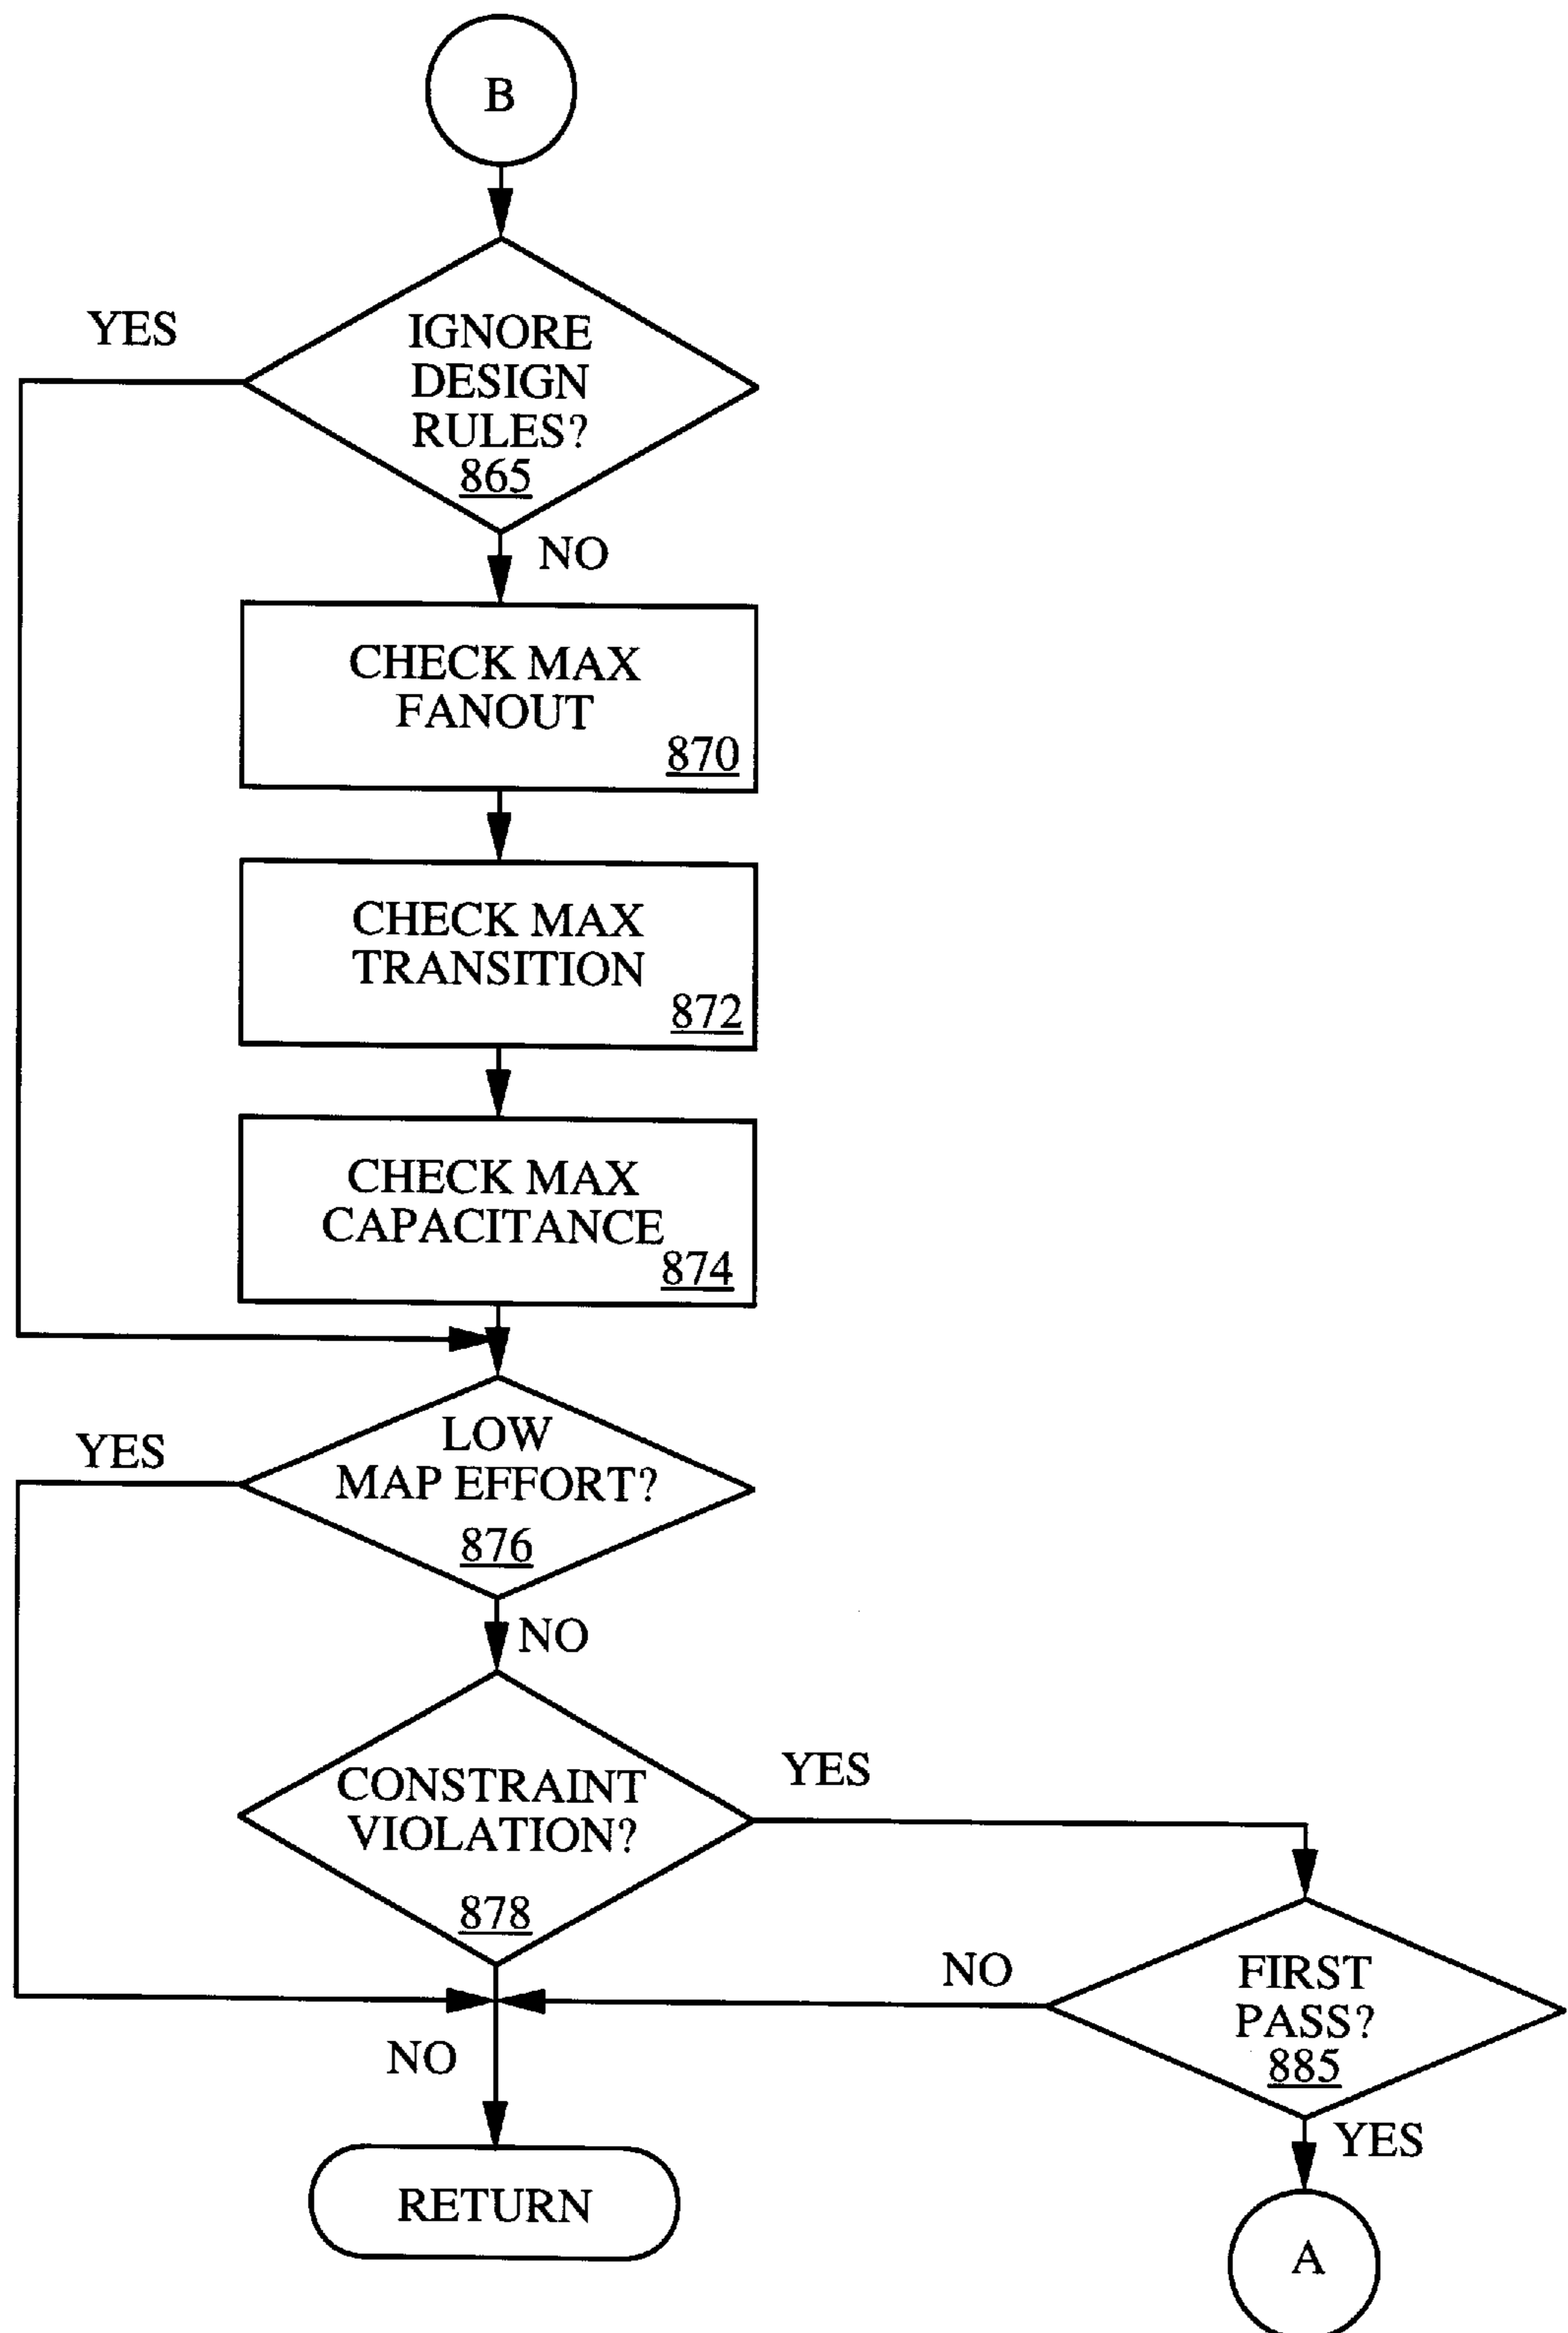 B
YES
IGNORE
DESIGN
RULES?
865
NO
CHECK MAX
FANOUT
870
CHECK MAX
TRANSITION
872
CHECK MAX
CAPACITANCE
874
YES
LOW
MAP EFFORT?
876
NO
CONSTRAINT
VIOLATION?
878
YES
NO
FIRST
PASS?
885
NO
YES
RETURN
A